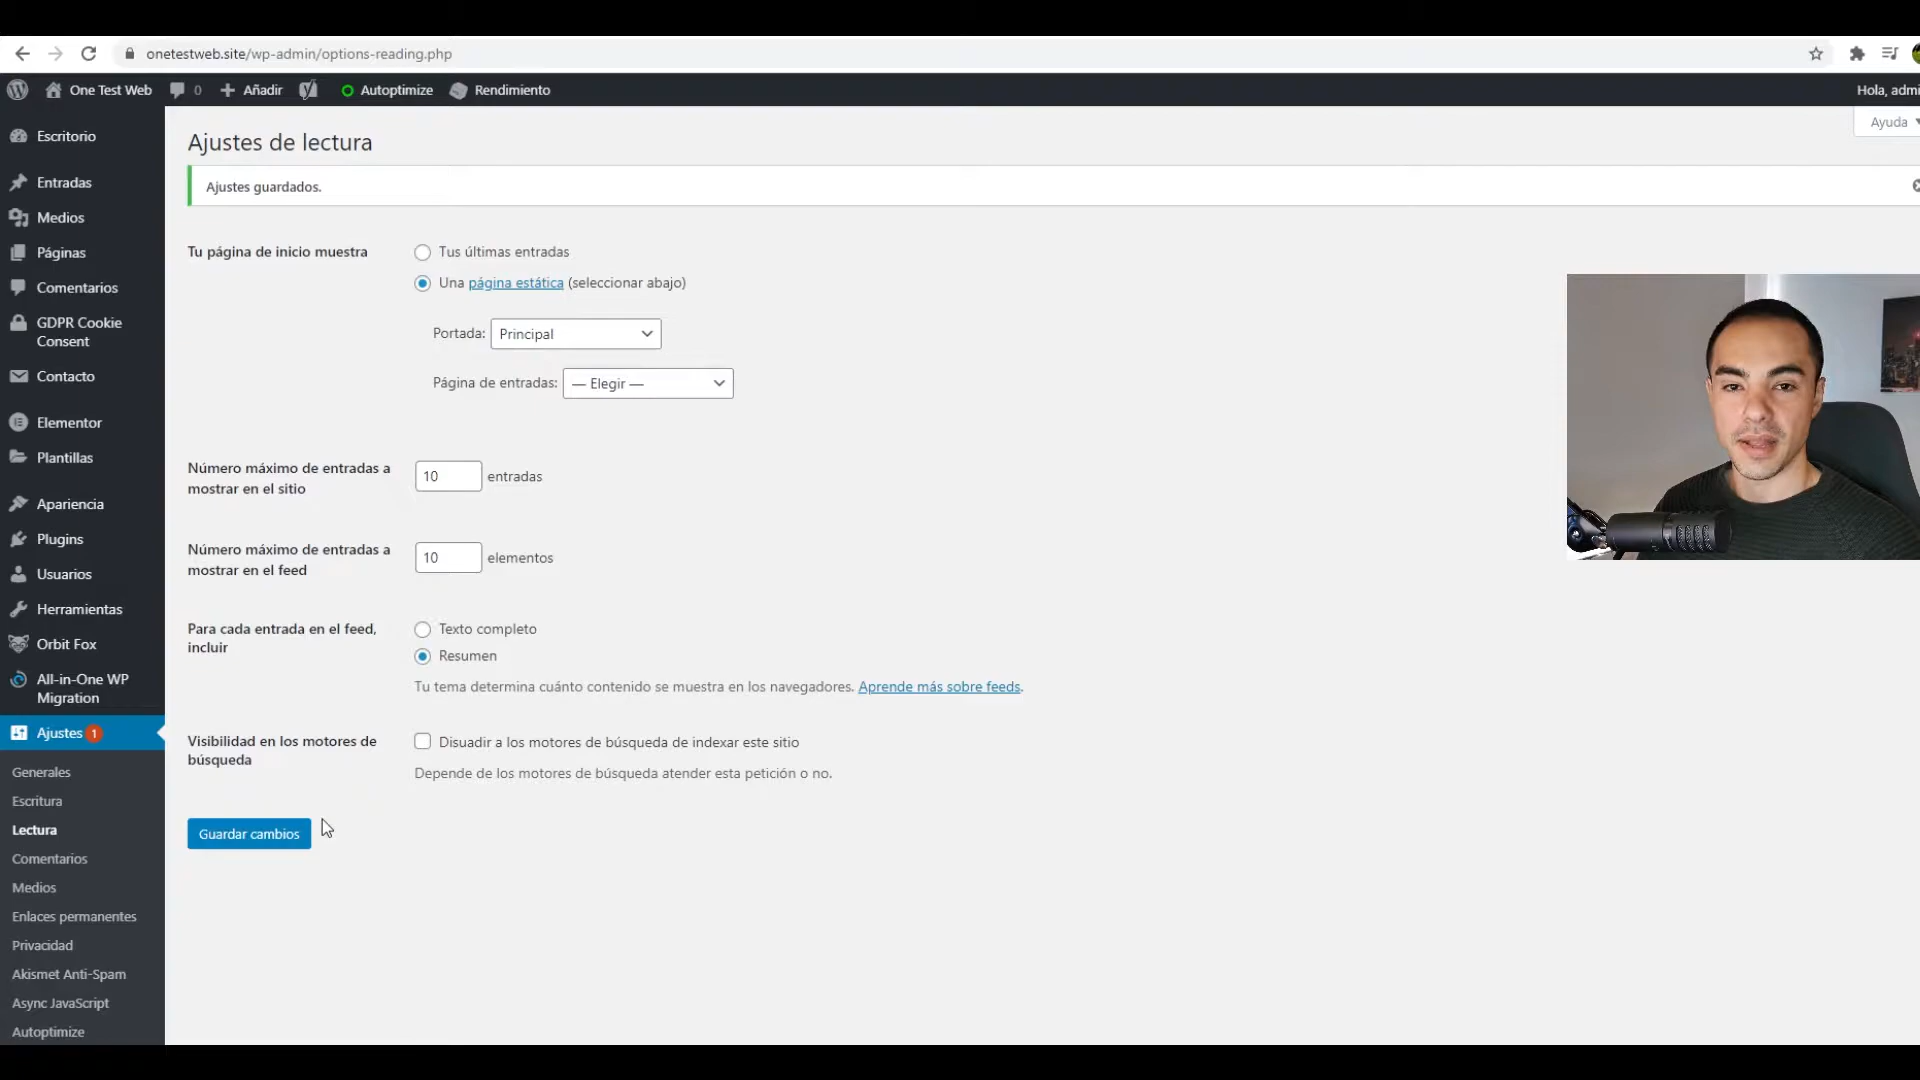 onetestweb.site/wp-admin/options-reading.php
One Test Web 0 Añadir Autoptimize Rendimiento Hola, admi
Ayuda
Escritorio
Entradas
Medios
Páginas
Comentarios
GDPR Cookie
Consent
Contacto
Elementor
Plantillas
Apariencia
Plugins
Usuarios
Herramientas
Orbit Fox
All-in-One WP
Migration
Ajustes 1
Generales
Escritura
Lectura
Comentarios
Medios
Enlaces permanentes
Privacidad
Akismet Anti-Spam
Async JavaScript
Autoptimize
Ajustes de lectura
Ajustes guardados.
Tu página de inicio muestra
Tus últimas entradas
Una página estática (seleccionar abajo)
Portada: Principal
Página de entradas: — Elegir —
Número máximo de entradas a
mostrar en el sitio
10 entradas
Número máximo de entradas a
mostrar en el feed
10 elementos
Para cada entrada en el feed,
incluir
Texto completo
Resumen
Tu tema determina cuánto contenido se muestra en los navegadores. Aprende más sobre feeds.
Visibilidad en los motores de
búsqueda
Disuadir a los motores de búsqueda de indexar este sitio
Depende de los motores de búsqueda atender esta petición o no.
Guardar cambios